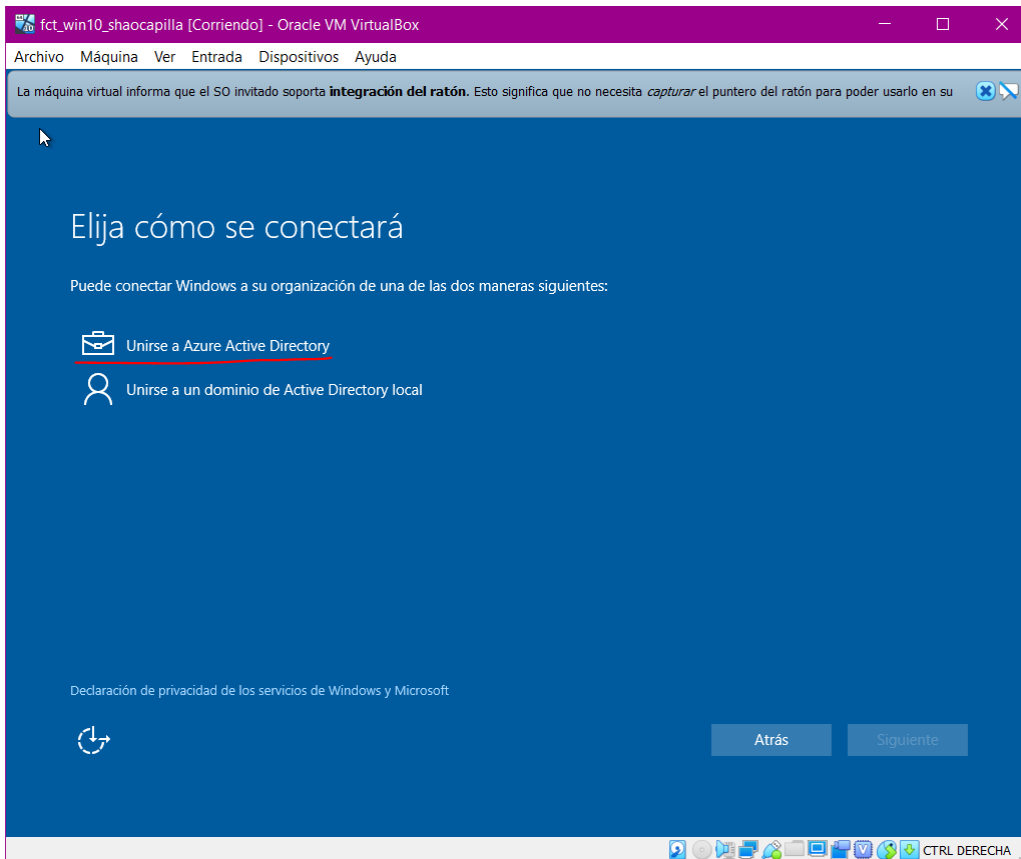 fct_win10_shaocapilla [Corriendo] - Oracle VM VirtualBox
Archivo Máquina Ver Entrada Dispositivos Ayuda
La máquina virtual informa que el SO invitado soporta integración del ratón. Esto significa que no necesita capturar el puntero del ratón para poder usarlo en su
Elija cómo se conectará
Puede conectar Windows a su organización de una de las dos maneras siguientes:
Unirse a Azure Active Directory
Unirse a un dominio de Active Directory local
Declaración de privacidad de los servicios de Windows y Microsoft
Atrás Siguiente
CTRL DERECHA